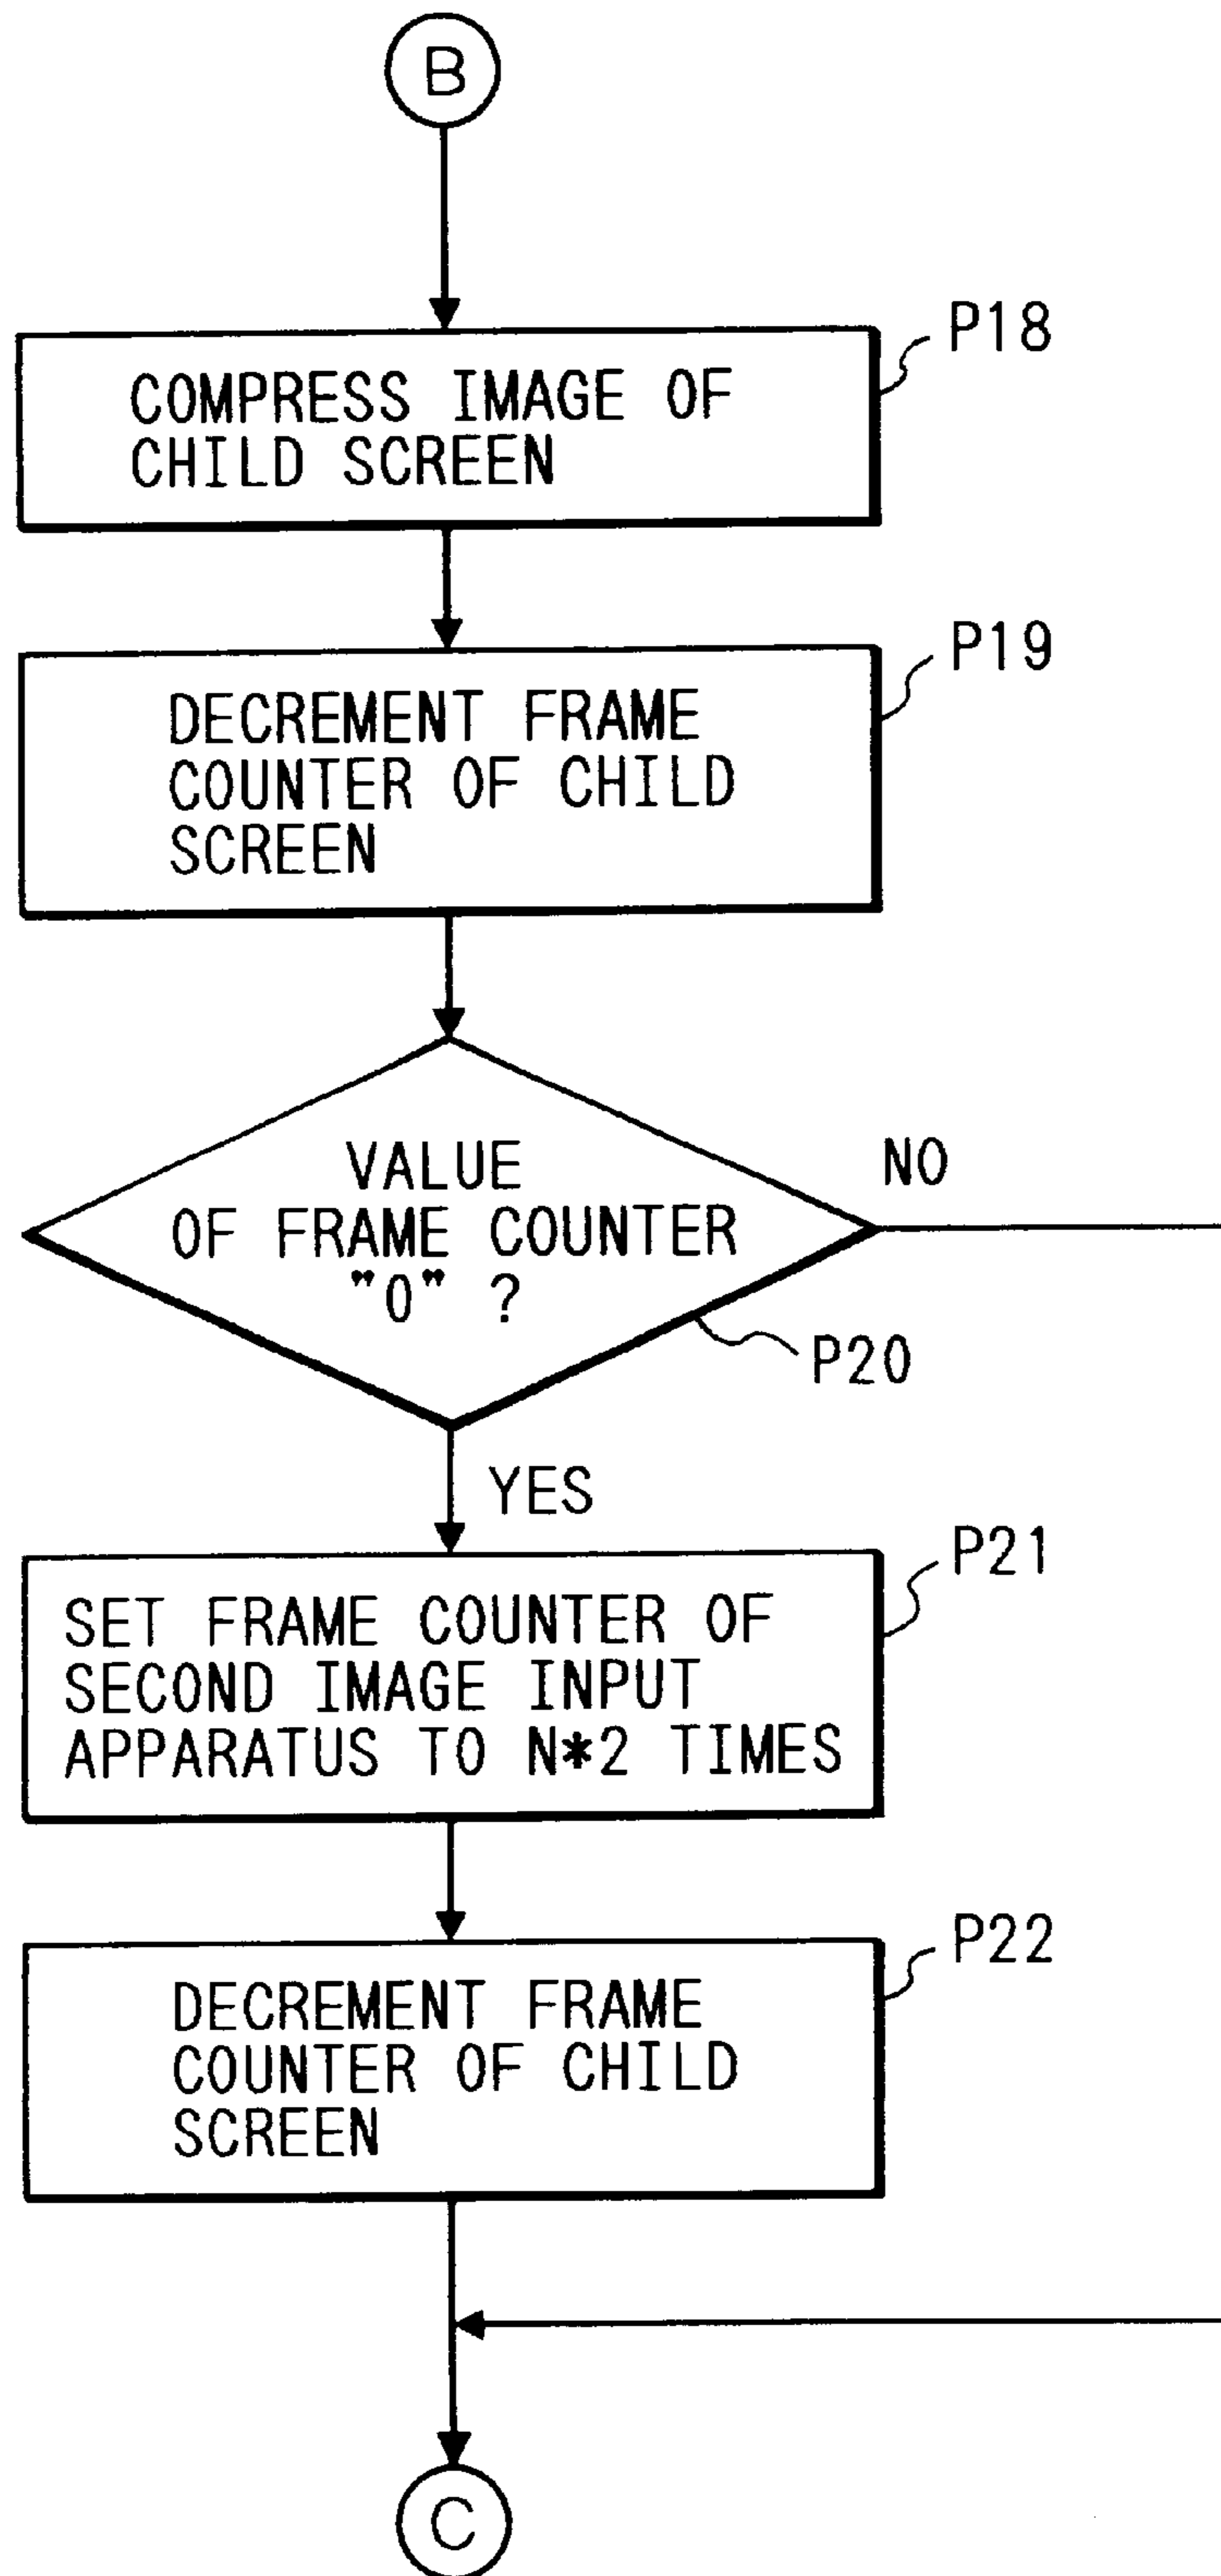 B
P18
COMPRESS IMAGE OF
CHILD SCREEN
P19
DECREMENT FRAME
COUNTER OF CHILD
SCREEN
VALUE
OF FRAME COUNTER
"0" ?
NO
P20
YES
P21
SET FRAME COUNTER OF
SECOND IMAGE INPUT
APPARATUS TO N*2 TIMES
P22
DECREMENT FRAME
COUNTER OF CHILD
SCREEN
C